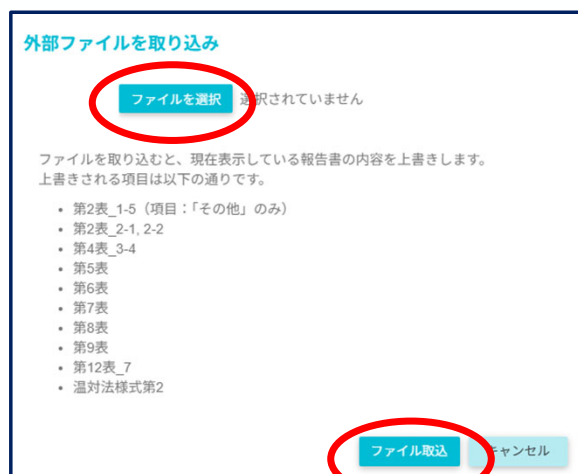 外部ファイルを取り込み
ファイルを選択 選択されていません
ファイルを取り込むと、現在表示している報告書の内容を上書きします。
上書きされる項目は以下の通りです。
• 第2表_1-5（項目：「その他」のみ）
• 第2表_2-1, 2-2
• 第4表_3-4
• 第5表
• 第6表
• 第7表
• 第8表
• 第9表
• 第12表_7
• 温対法様式第2
ファイル取込 キャンセル